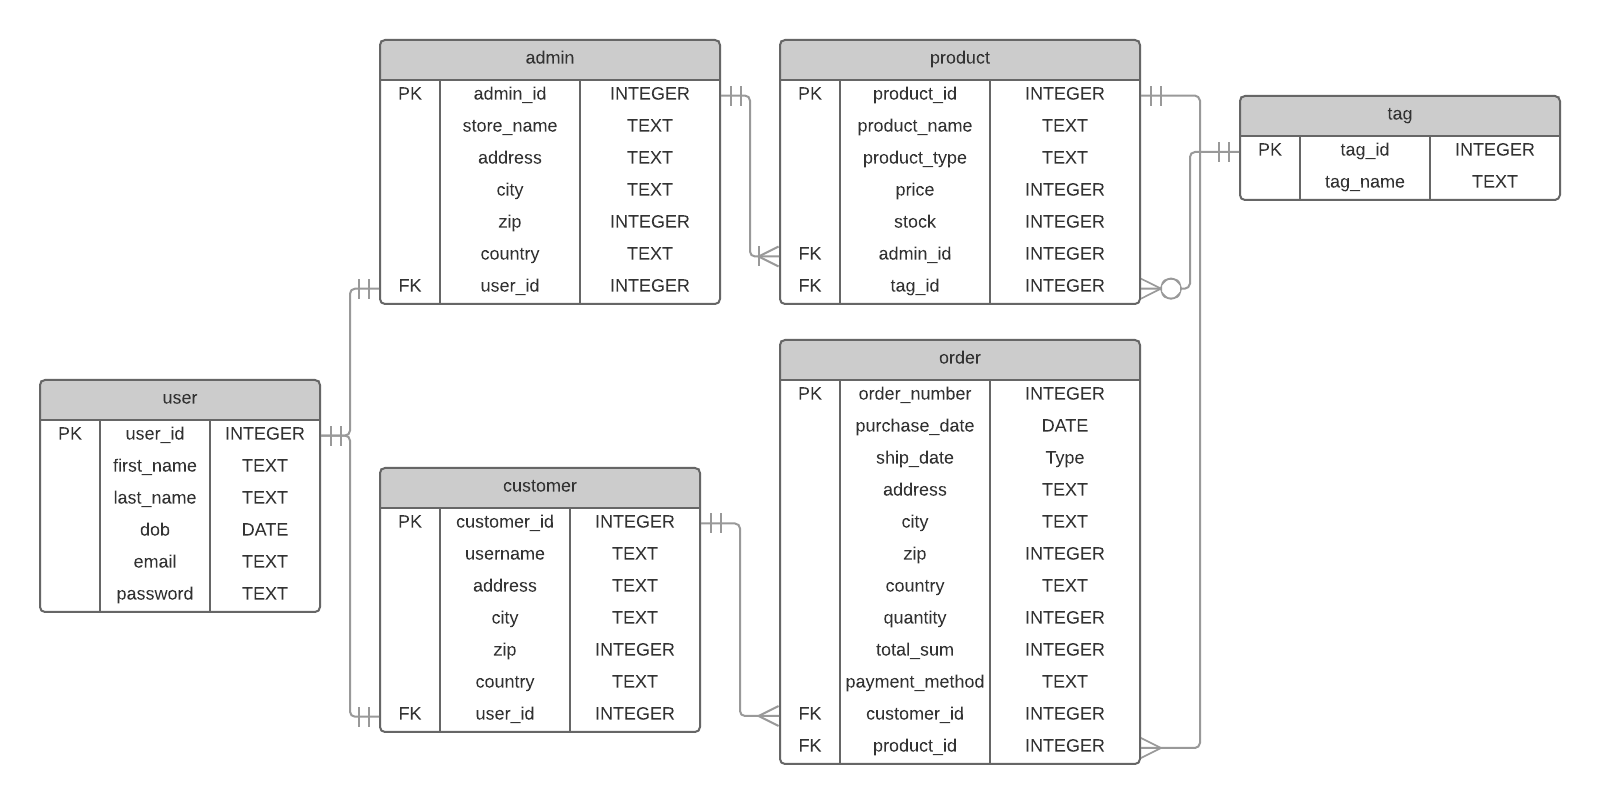 admin
PK admin_id INTEGER
store_name TEXT
address TEXT
city TEXT
zip INTEGER
country TEXT
FK user_id INTEGER
product
PK product_id INTEGER
product_name TEXT
product_type TEXT
price INTEGER
stock INTEGER
FK admin_id INTEGER
FK tag_id INTEGER
tag
PK tag_id INTEGER
tag_name TEXT
user
PK user_id INTEGER
first_name TEXT
last_name TEXT
dob DATE
email TEXT
password TEXT
customer
PK customer_id INTEGER
username TEXT
address TEXT
city TEXT
zip INTEGER
country TEXT
FK user_id INTEGER
order
PK order_number INTEGER
purchase_date DATE
ship_date Type
address TEXT
city TEXT
zip INTEGER
country TEXT
quantity INTEGER
total_sum INTEGER
payment_method TEXT
FK customer_id INTEGER
FK product_id INTEGER